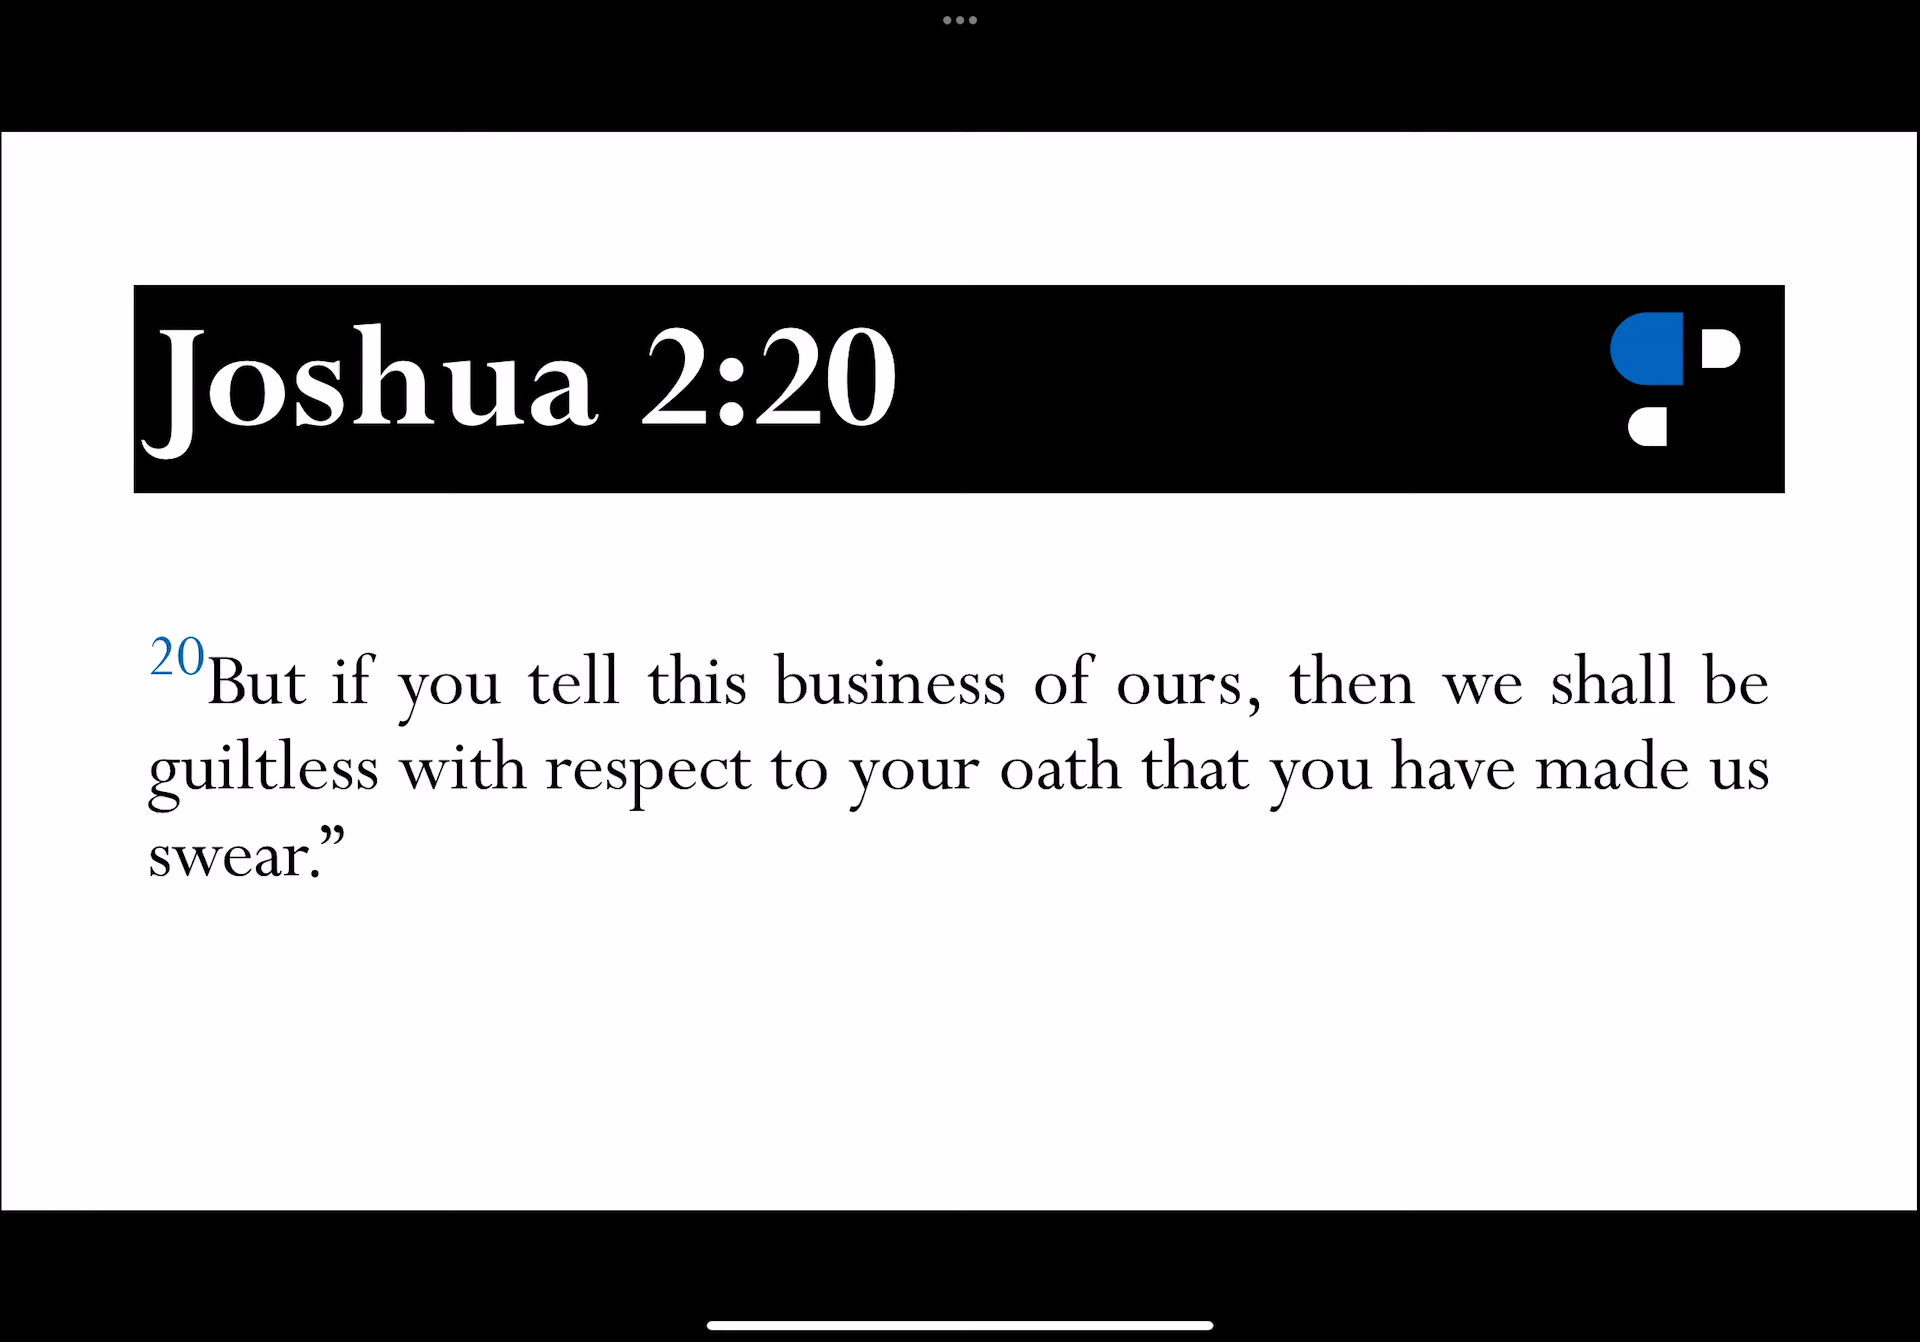 Joshua 2:20
20But if you tell this business of ours, then we shall be
guiltless with respect to your oath that you have made us
swear.”